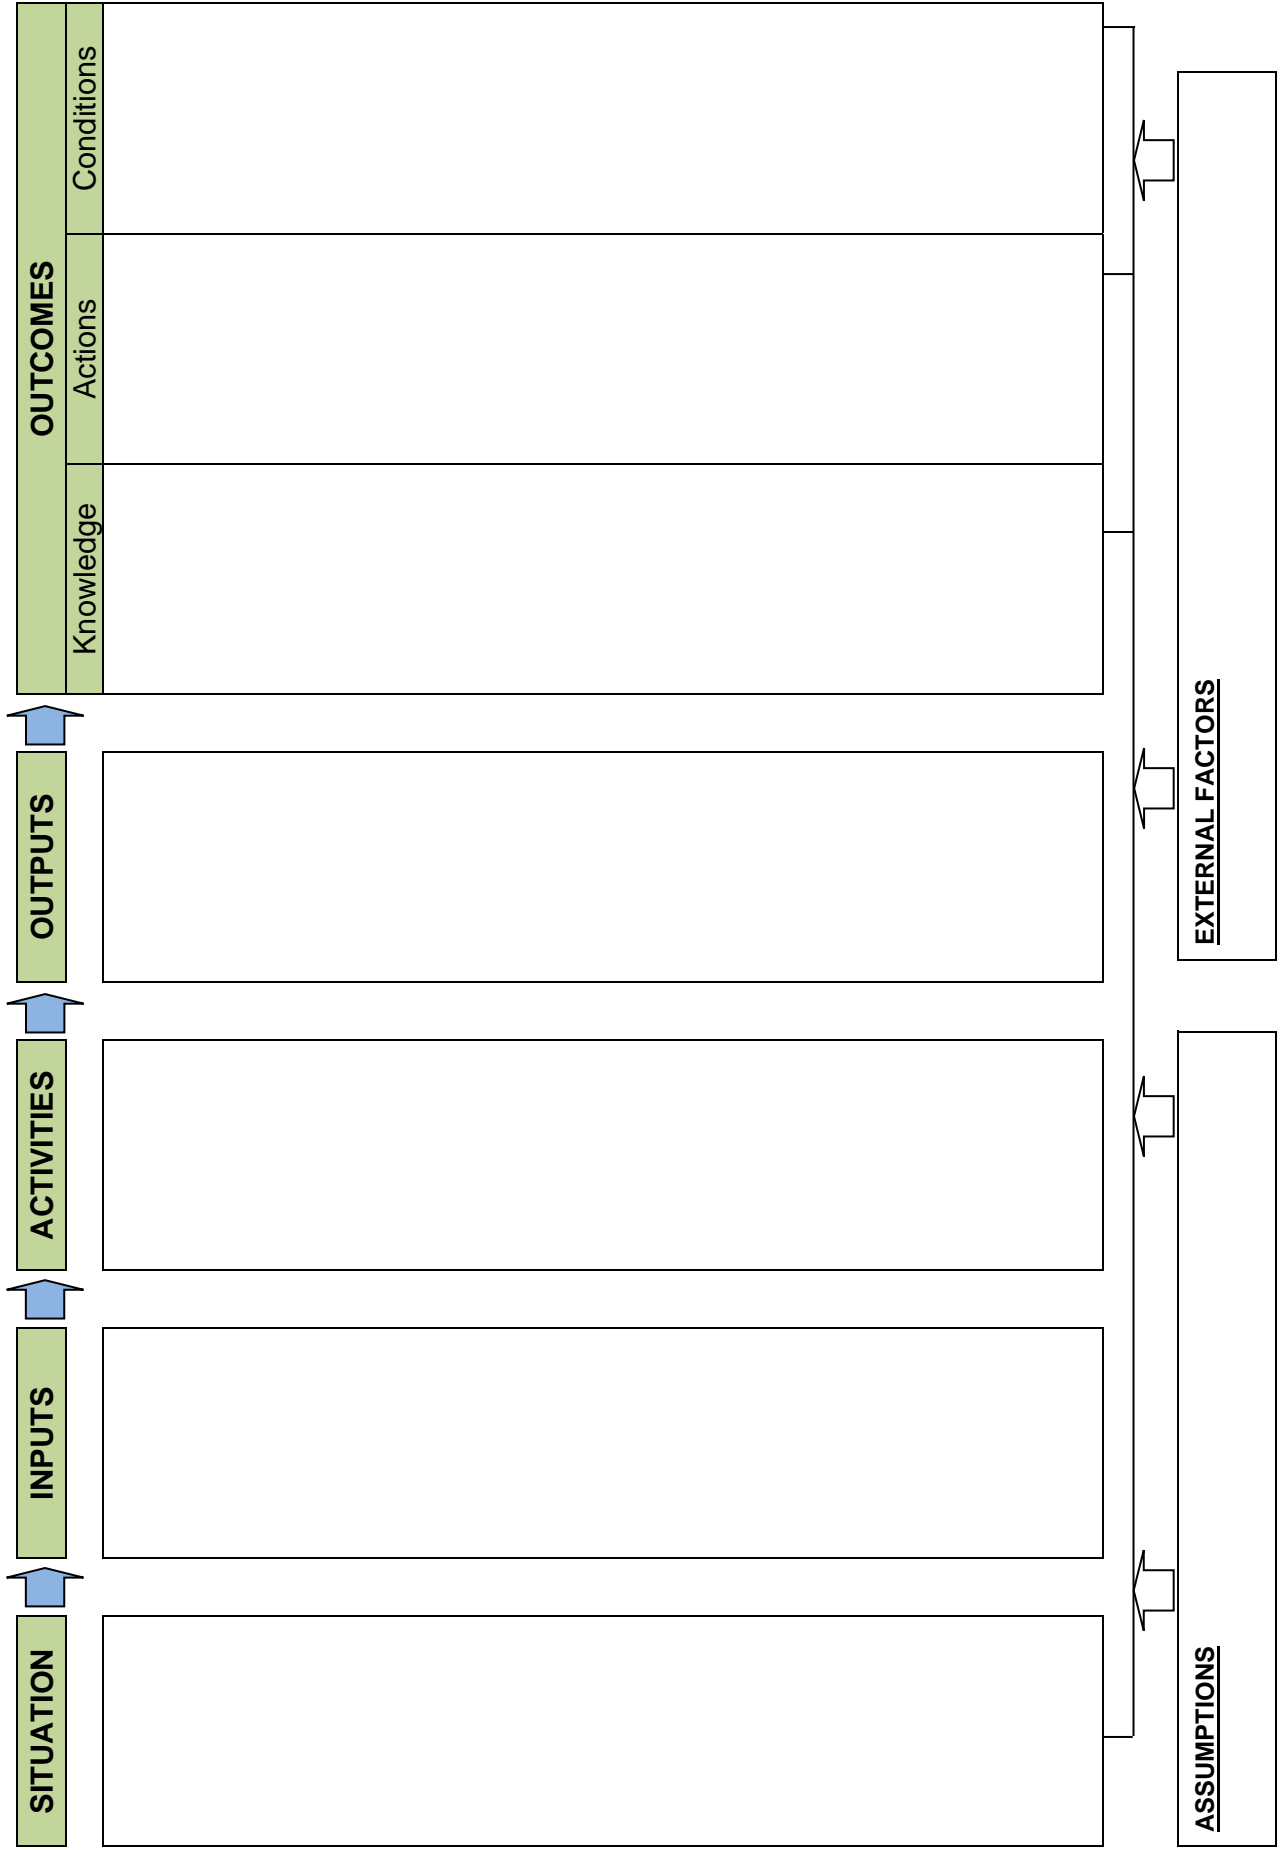 SITUATION
INPUTS
ACTIVITIES
OUTPUTS
OUTCOMES
Knowledge
Actions
Conditions
ASSUMPTIONS
EXTERNAL FACTORS